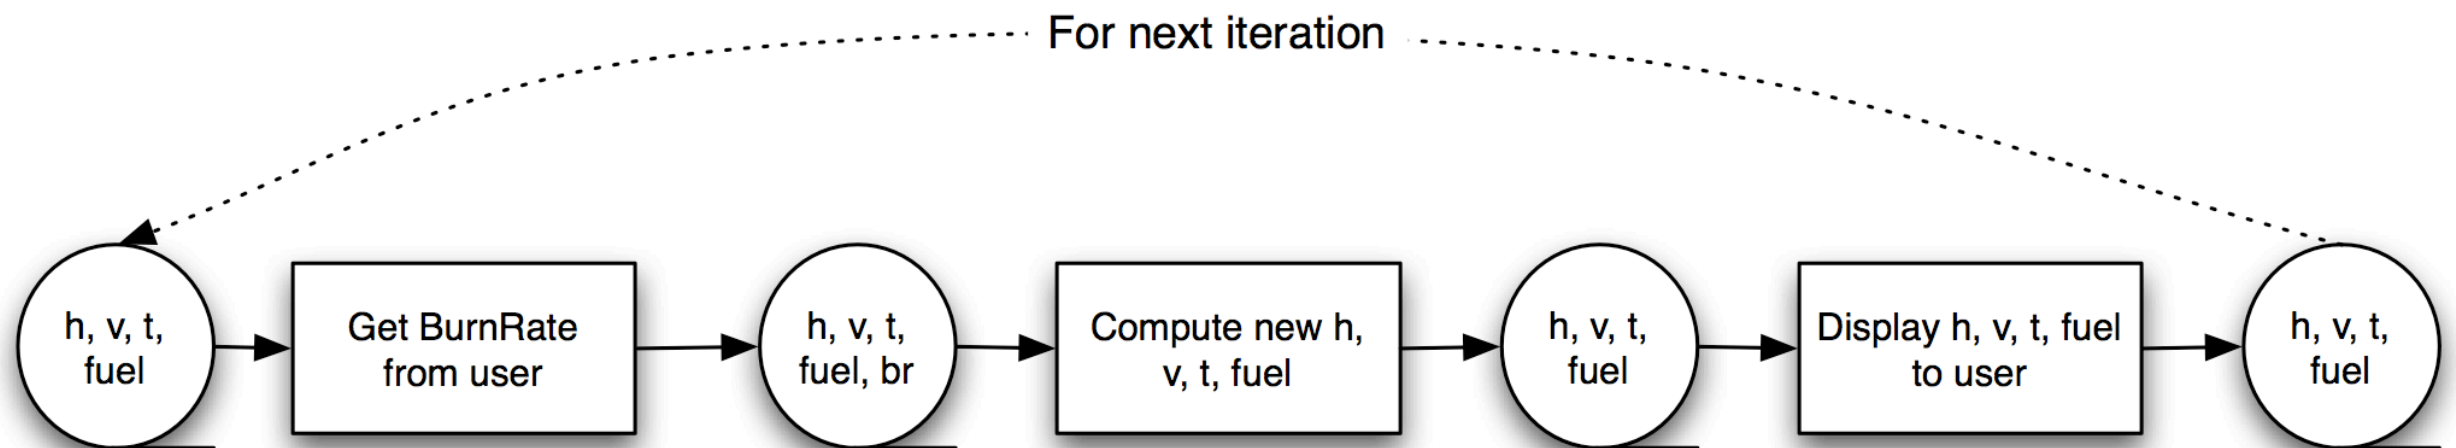 For next iteration
h, v, t,
fuel
Get BurnRate
from user
h, v, t,
fuel, br
Compute new h,
v, t, fuel
h, v, t,
fuel
Display h, v, t, fuel
to user
h, v, t,
fuel